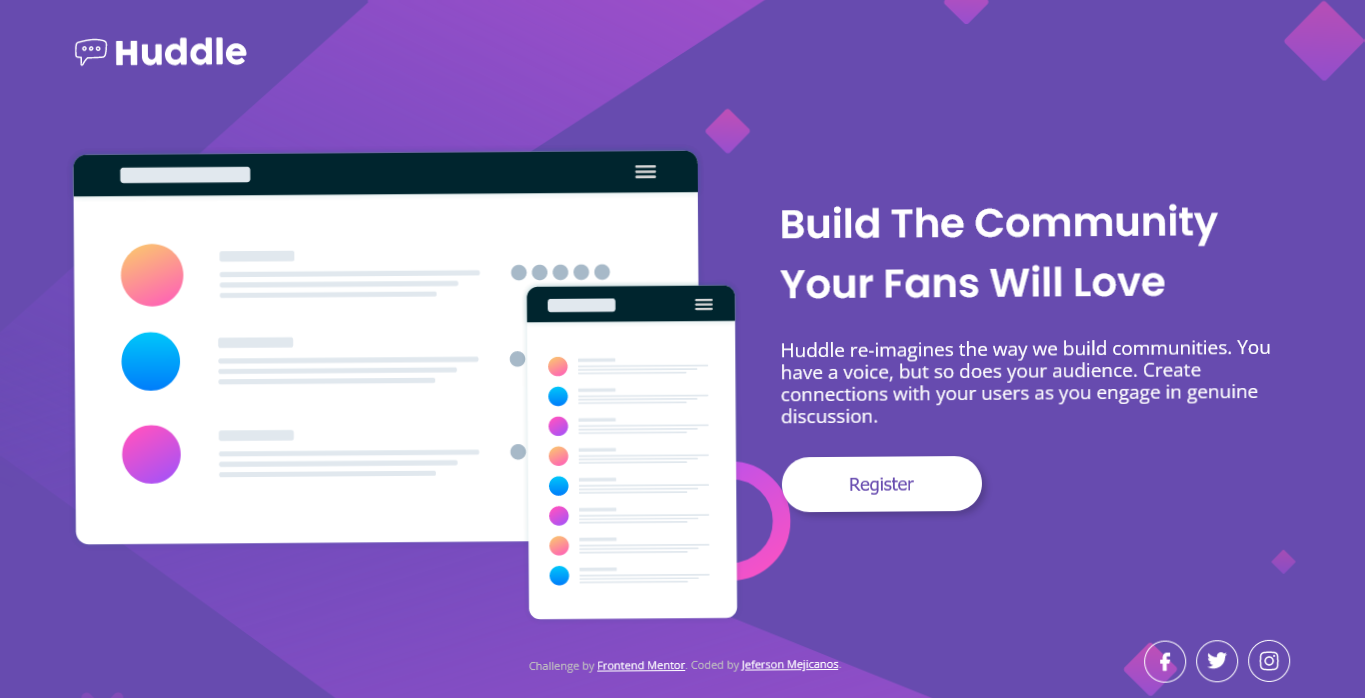 Huddle
Build The Community
Your Fans Will Love
Huddle re-imagines the way we build communities. You
have a voice, but so does your audience. Create
connections with your users as you engage in genuine
discussion.
Register
Challenge by Frontend Mentor. Coded by Jeferson Mejicanos.